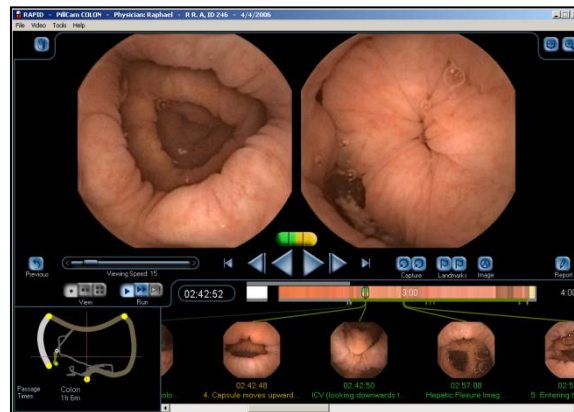 RAPID - PillCam COLON - Physician: Raphael - R R. A, ID 246 - 4/4/2006
File Video Tools Help
Previous
Viewing Speed: 15
Capture
Landmarks
Image
Report
View
Run
02:42:52
3:00
4:00
02:42:48
02:42:50
02:57:08
02:5
4. Capsule moves upward...
ICV (looking downwards t...
Hepatic Flexure Imag...
5. Entering t
Passage
Times:
Colon
1h 6m